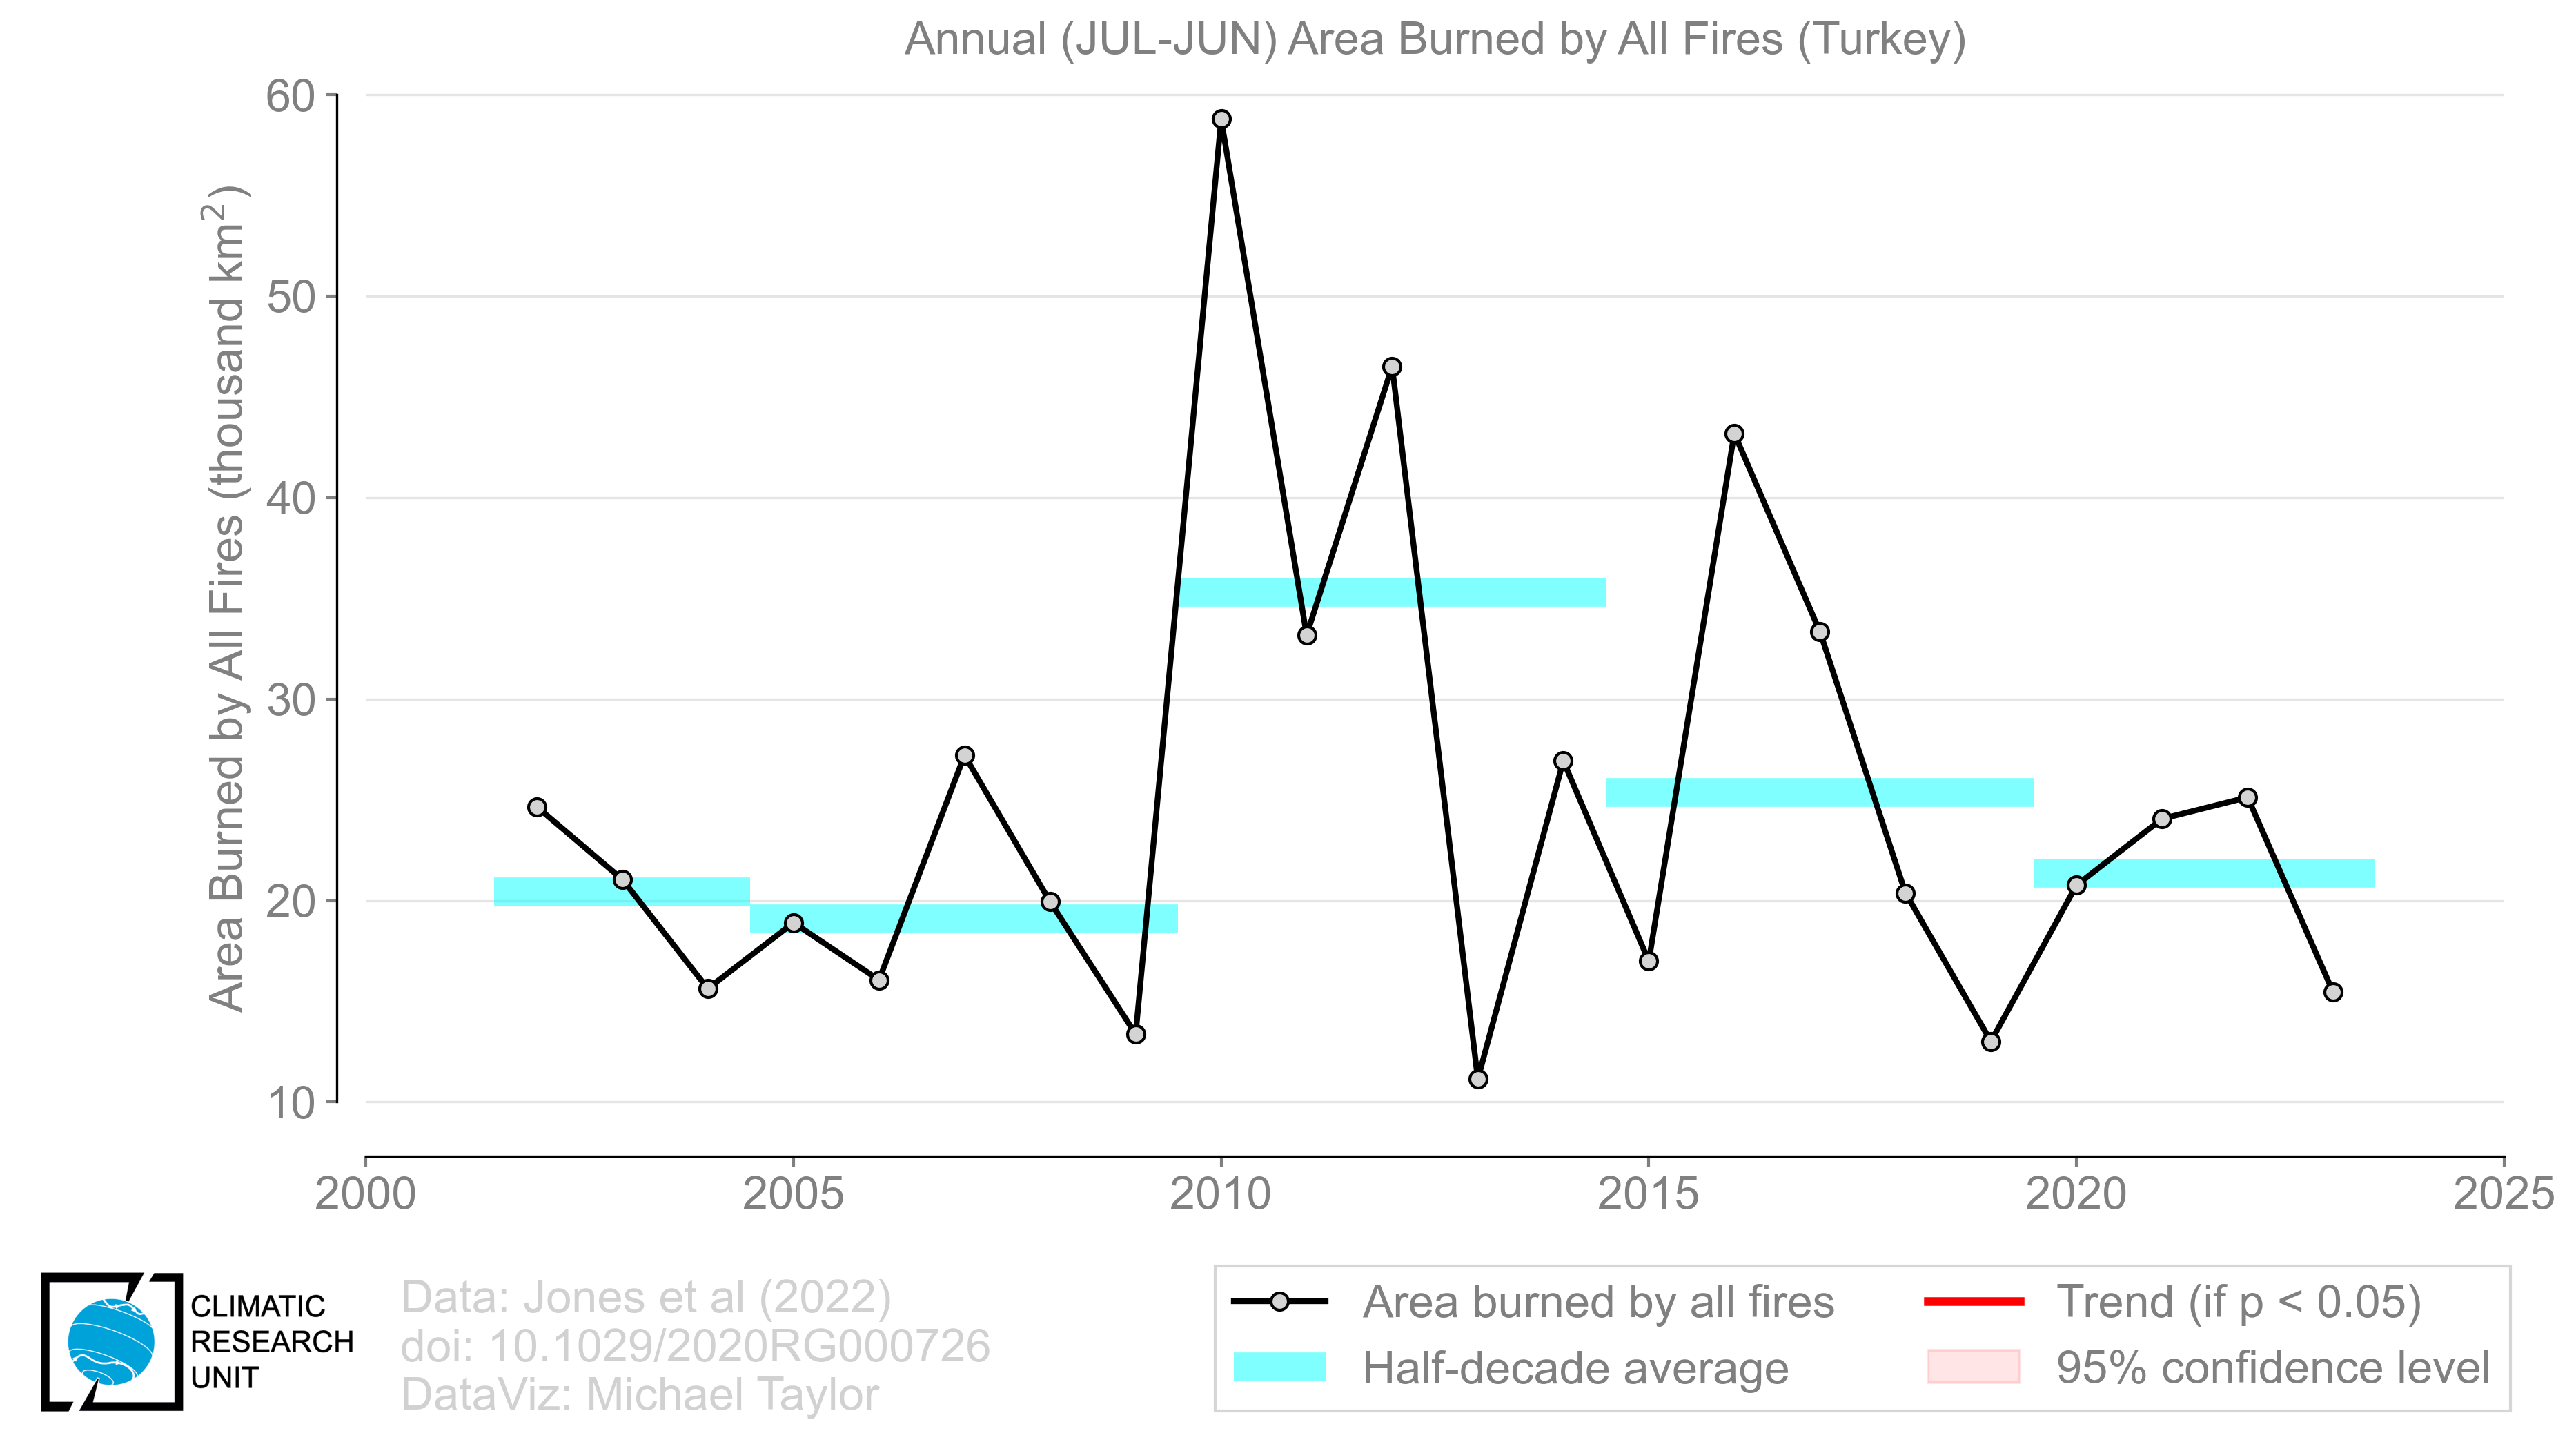 Annual (JUL-JUN) Area Burned by All Fires (Turkey)
Area Burned by All Fires (thousand km²)
60
50
40
30
20
10
2000 2005 2010 2015 2020 2025
CLIMATIC
RESEARCH
UNIT
Data: Jones et al (2022)
doi: 10.1029/2020RG000726
DataViz: Michael Taylor
Area burned by all fires
Half-decade average
Trend (if p < 0.05)
95% confidence level